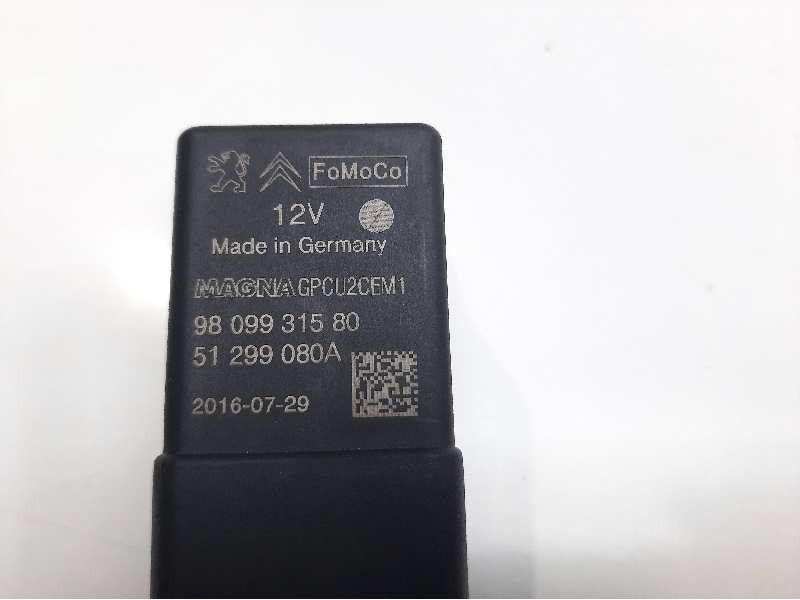 FoMoCo
12V
Made in Germany
MAGNA GPCU2CEM1
98 099 315 80
51 299 080A
2016-07-29